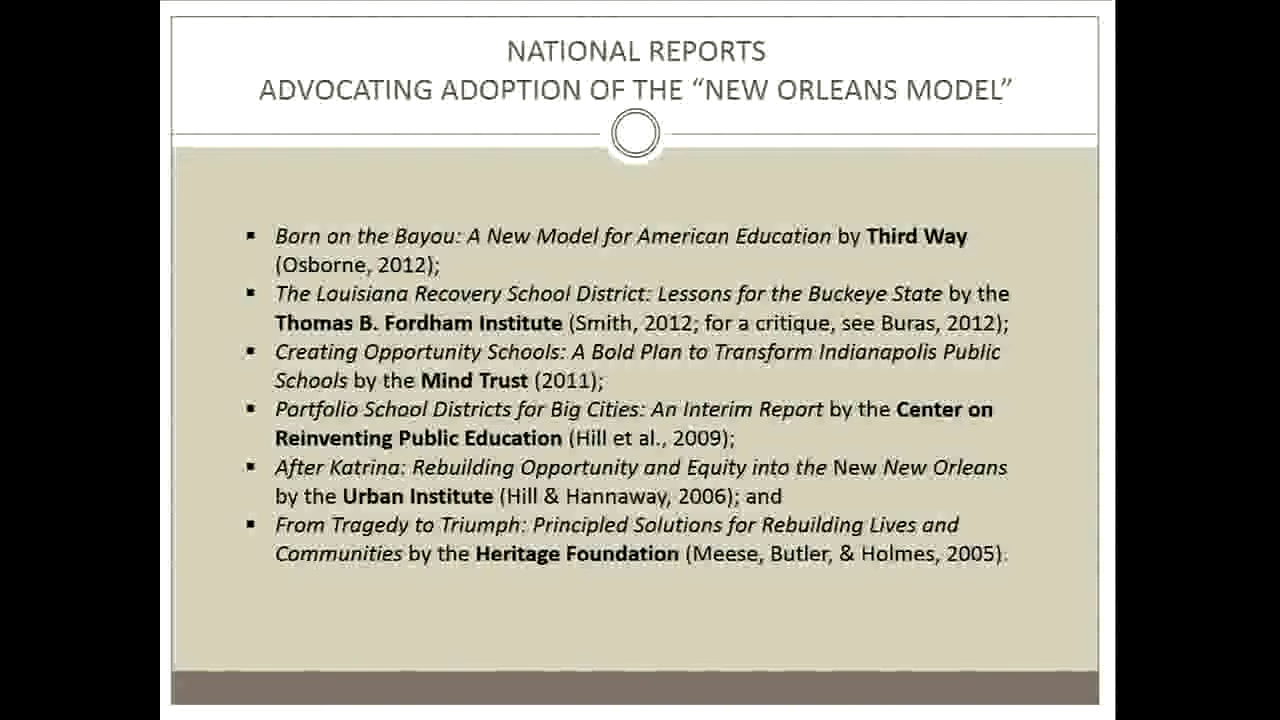 NATIONAL REPORTS
ADVOCATING ADOPTION OF THE “NEW ORLEANS MODEL”
▪ Born on the Bayou: A New Model for American Education by Third Way
(Osborne, 2012);
▪ The Louisiana Recovery School District: Lessons for the Buckeye State by the
Thomas B. Fordham Institute (Smith, 2012; for a critique, see Buras, 2012);
▪ Creating Opportunity Schools: A Bold Plan to Transform Indianapolis Public
Schools by the Mind Trust (2011);
▪ Portfolio School Districts for Big Cities: An Interim Report by the Center on
Reinventing Public Education (Hill et al., 2009);
▪ After Katrina: Rebuilding Opportunity and Equity into the New New Orleans
by the Urban Institute (Hill & Hannaway, 2006); and
▪ From Tragedy to Triumph: Principled Solutions for Rebuilding Lives and
Communities by the Heritage Foundation (Meese, Butler, & Holmes, 2005).